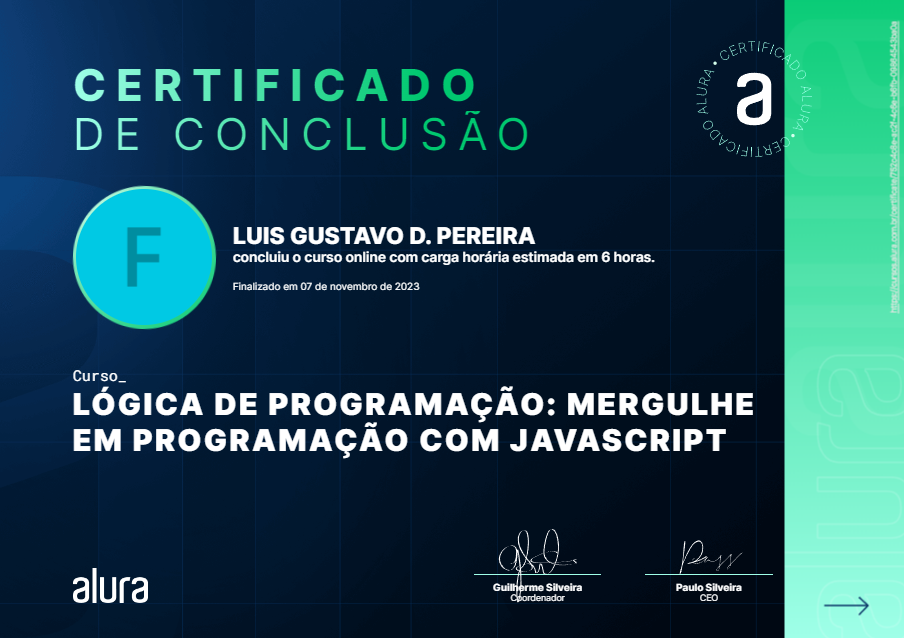 CERTIFICADO
DE CONCLUSÃO
CERTIFICADO ALURA • CERTIFICADO ALURA •
a
F
LUIS GUSTAVO D. PEREIRA
concluiu o curso online com carga horária estimada em 6 horas.
Finalizado em 07 de novembro de 2023
Curso_
LÓGICA DE PROGRAMAÇÃO: MERGULHE
EM PROGRAMAÇÃO COM JAVASCRIPT
alura
Guilherme Silveira
Coordenador
Paulo Silveira
CEO
alura